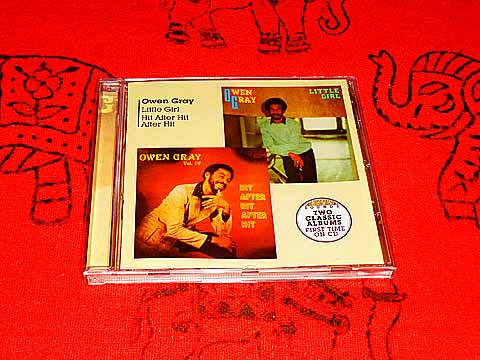 Owen Gray
Little Girl
Hit After Hit
After Hit
OWEN
GRAY
LITTLE
GIRL
OWEN GRAY
Vol. IV
HIT
AFTER
HIT
AFTER
HIT
SOUNDS
TWO
CLASSIC
ALBUMS
FIRST TIME
ON CD